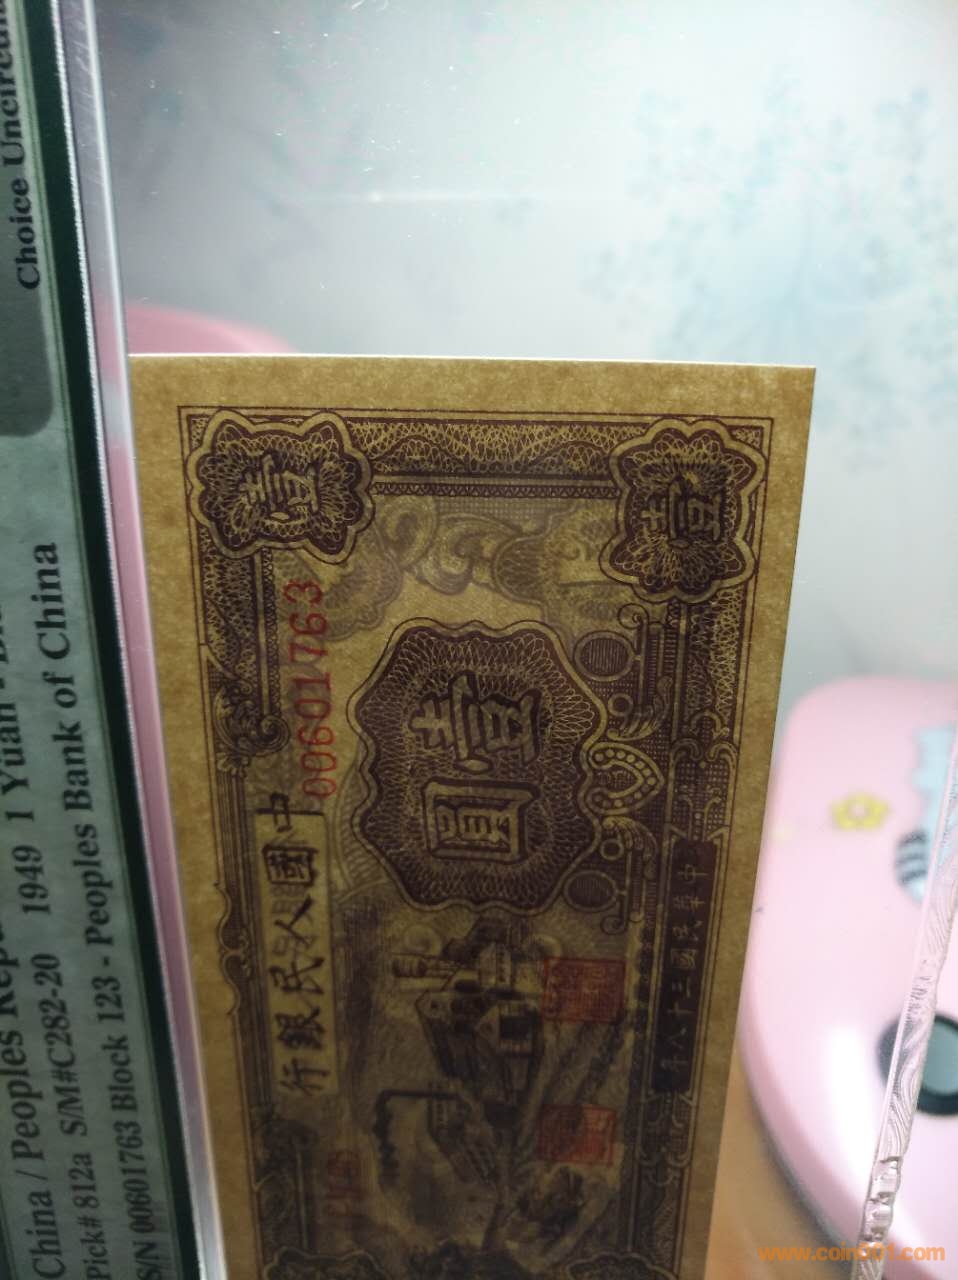 Choice Uncircula
China / Peoples Repu 1949 1 Yuan
Pick# 812a S/M#C282-20
S/N 00601763 Block 123 - Peoples Bank of China
壹
壹
00601763
壹
圓
中國人民銀行
中華民國三十八年
www.coin001.com